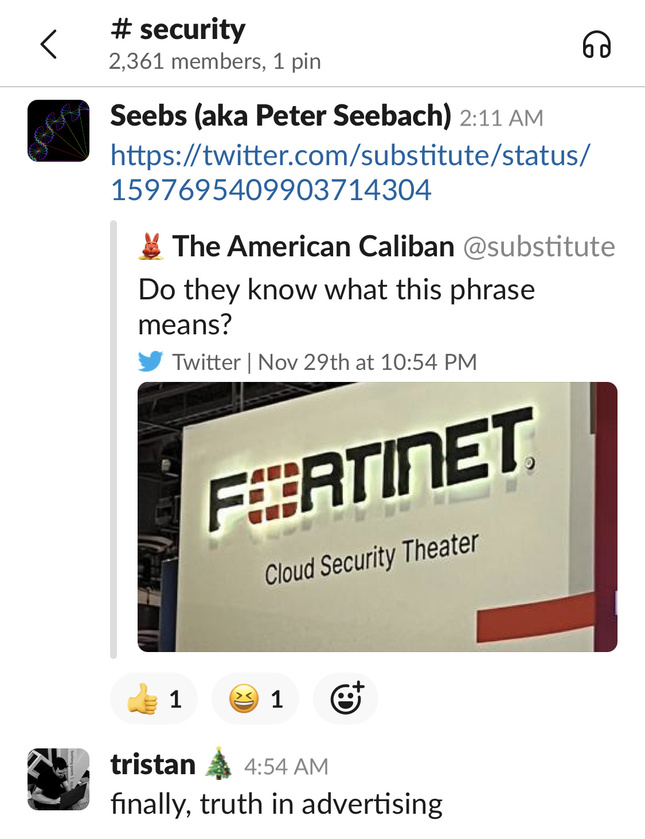 # security
2,361 members, 1 pin
Seebs (aka Peter Seebach) 2:11 AM
https://twitter.com/substitute/status/
1597695409903714304
The American Caliban @substitute
Do they know what this phrase
means?
Twitter | Nov 29th at 10:54 PM
FORTINET®
Cloud Security Theater
👍 1 😆 1
tristan 🎄 4:54 AM
finally, truth in advertising